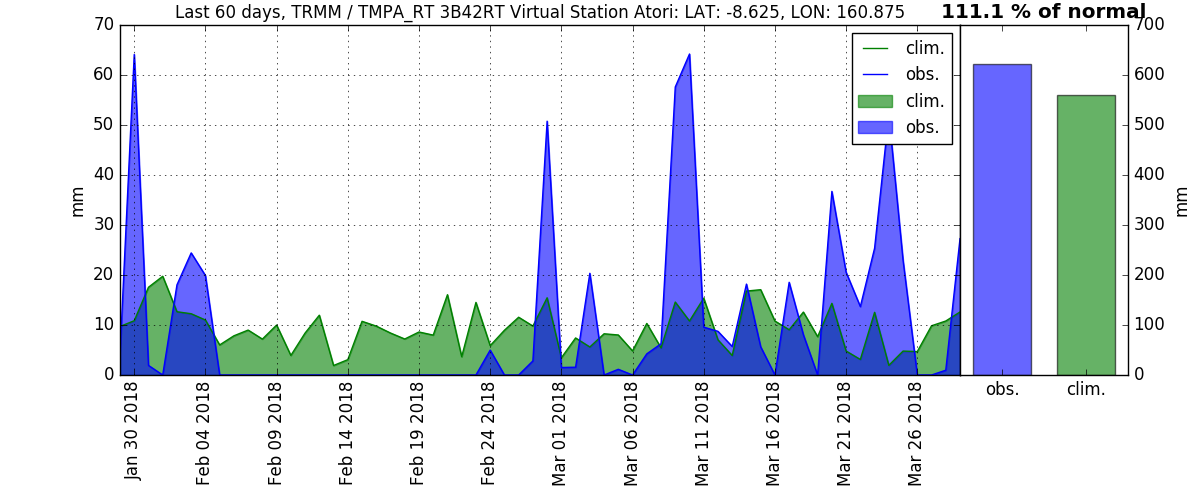 Last 60 days, TRMM / TMPA_RT 3B42RT Virtual Station Atori: LAT: -8.625, LON: 160.875
111.1 % of normal
70
60
50
40
30
20
10
0
mm
clim.
obs.
clim.
obs.
700
600
500
400
300
200
100
0
mm
obs.
clim.
Jan 30 2018
Feb 04 2018
Feb 09 2018
Feb 14 2018
Feb 19 2018
Feb 24 2018
Mar 01 2018
Mar 06 2018
Mar 11 2018
Mar 16 2018
Mar 21 2018
Mar 26 2018